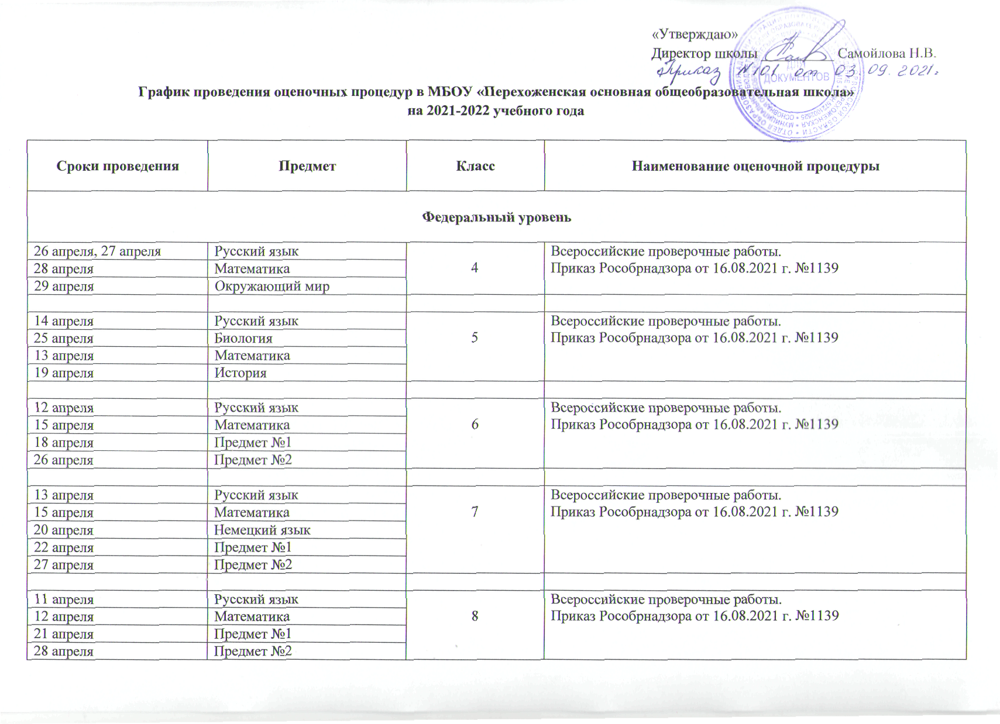 «Утверждаю»
Директор школы __________ Самойлова Н.В.
Приказ №101 от 03 09. 2021г
ДЛЯ
ДОКУМЕНТОВ
График проведения оценочных процедур в МБОУ «Перехоженская основная общеобразовательная школа»
на 2021-2022 учебного года
Сроки проведения Предмет Класс Наименование оценочной процедуры
Федеральный уровень
26 апреля, 27 апреля Русский язык Всероссийские проверочные работы.
28 апреля Математика 4 Приказ Рособрнадзора от 16.08.2021 г. №1139
29 апреля Окружающий мир
14 апреля Русский язык Всероссийские проверочные работы.
25 апреля Биология 5 Приказ Рособрнадзора от 16.08.2021 г. №1139
13 апреля Математика
19 апреля История
12 апреля Русский язык Всероссийские проверочные работы.
15 апреля Математика 6 Приказ Рособрнадзора от 16.08.2021 г. №1139
18 апреля Предмет №1
26 апреля Предмет №2
13 апреля Русский язык Всероссийские проверочные работы.
15 апреля Математика 7 Приказ Рособрнадзора от 16.08.2021 г. №1139
20 апреля Немецкий язык
22 апреля Предмет №1
27 апреля Предмет №2
11 апреля Русский язык Всероссийские проверочные работы.
12 апреля Математика 8 Приказ Рособрнадзора от 16.08.2021 г. №1139
21 апреля Предмет №1
28 апреля Предмет №2